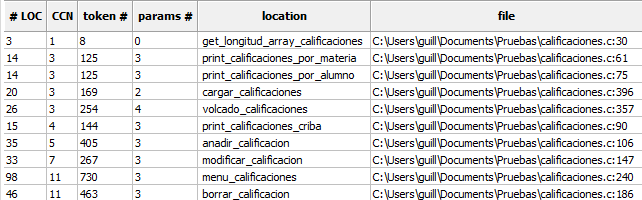 # LOC CCN token # params # location file
3 1 8 0 get_longitud_array_calificaciones C:\Users\guill\Documents\Pruebas\calificaciones.c:30
14 3 125 3 print_calificaciones_por_materia C:\Users\guill\Documents\Pruebas\calificaciones.c:61
14 3 125 3 print_calificaciones_por_alumno C:\Users\guill\Documents\Pruebas\calificaciones.c:75
20 3 169 2 cargar_calificaciones C:\Users\guill\Documents\Pruebas\calificaciones.c:396
26 3 254 4 volcado_calificaciones C:\Users\guill\Documents\Pruebas\calificaciones.c:357
15 4 144 3 print_calificaciones_criba C:\Users\guill\Documents\Pruebas\calificaciones.c:90
35 5 405 3 anadir_calificacion C:\Users\guill\Documents\Pruebas\calificaciones.c:106
33 7 267 3 modificar_calificacion C:\Users\guill\Documents\Pruebas\calificaciones.c:147
98 11 730 3 menu_calificaciones C:\Users\guill\Documents\Pruebas\calificaciones.c:240
46 11 463 3 borrar_calificacion C:\Users\guill\Documents\Pruebas\calificaciones.c:186